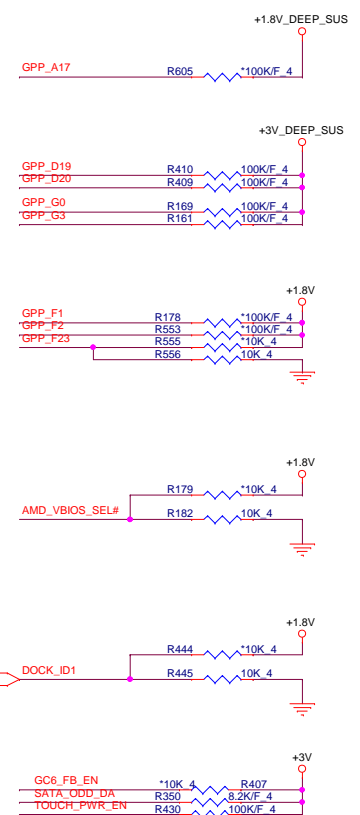 +1.8V_DEEP_SUS
GPP_A17 R605 *100K/F_4
+3V_DEEP_SUS
GPP_D19 R410 100K/F_4
GPP_D20 R409 100K/F_4
GPP_G0 R169 100K/F_4
GPP_G3 R161 100K/F_4
+1.8V
GPP_F1 R178 *100K/F_4
GPP_F2 R553 *100K/F_4
GPP_F23 R555 *10K_4
R556 10K_4
+1.8V
R179 *10K_4
AMD_VBIOS_SEL# R182 10K_4
+1.8V
R444 *10K_4
DOCK_ID1 R445 10K_4
+3V
GC6_FB_EN *10K_4 R407
SATA_ODD_DA R350 8.2K/F_4
TOUCH_PWR_EN R430 100K/F_4